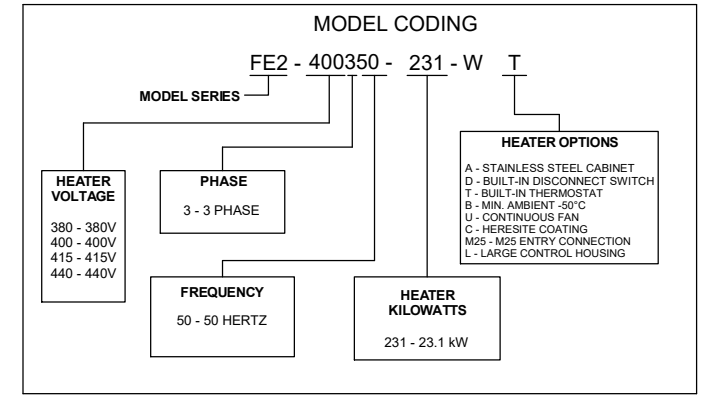 MODEL CODING
FE2 - 400350 - 231 - W T
MODEL SERIES
HEATER
VOLTAGE
380 - 380V
400 - 400V
415 - 415V
440 - 440V
PHASE
3 - 3 PHASE
FREQUENCY
50 - 50 HERTZ
HEATER
KILOWATTS
231 - 23.1 kW
HEATER OPTIONS
A - STAINLESS STEEL CABINET
D - BUILT-IN DISCONNECT SWITCH
T - BUILT-IN THERMOSTAT
B - MIN. AMBIENT -50°C
U - CONTINUOUS FAN
C - HERESITE COATING
M25 - M25 ENTRY CONNECTION
L - LARGE CONTROL HOUSING